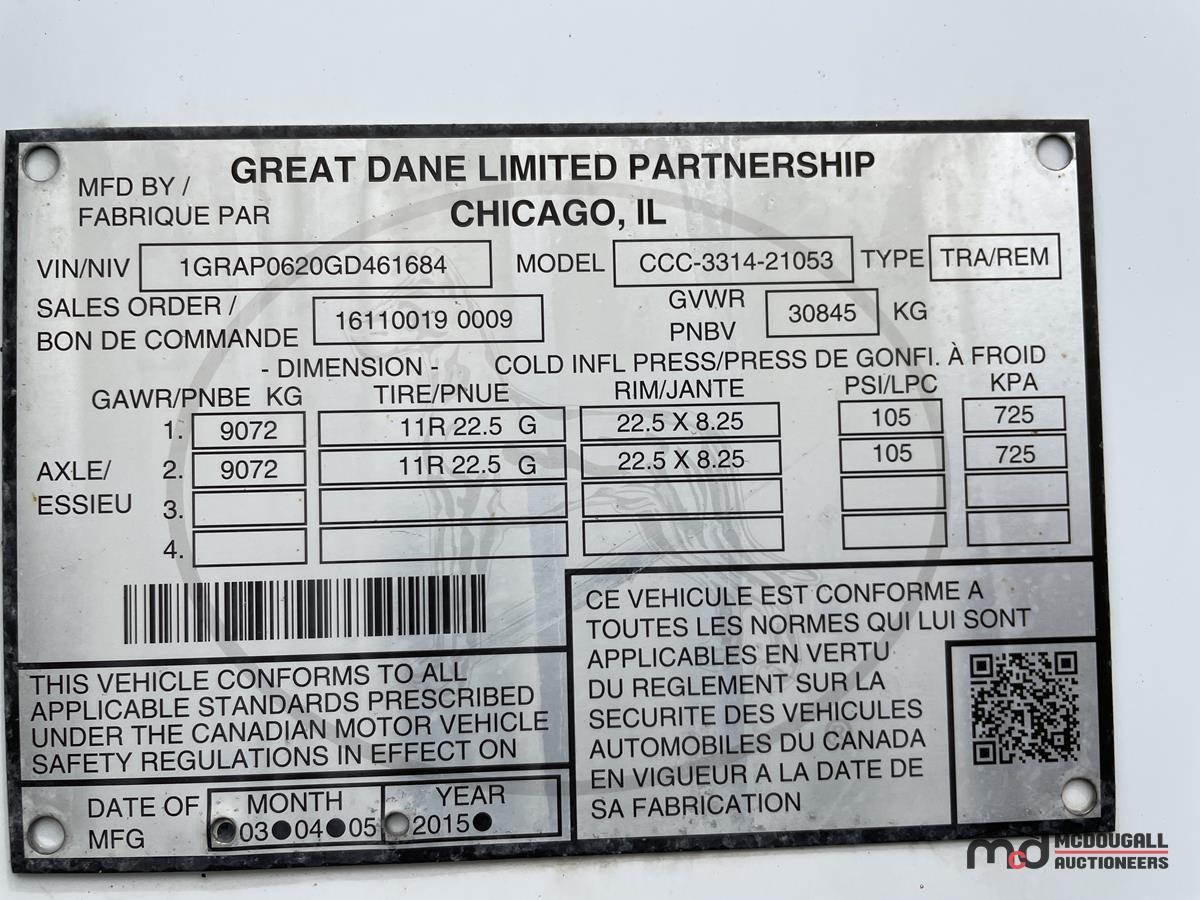 MFD BY / GREAT DANE LIMITED PARTNERSHIP
FABRIQUE PAR CHICAGO, IL
VIN/NIV 1GRAP0620GD461684 MODEL CCC-3314-21053 TYPE TRA/REM
SALES ORDER / BON DE COMMANDE 16110019 0009 GVWR PNBV 30845 KG
- DIMENSION - COLD INFL PRESS/PRESS DE GONFI. À FROID
GAWR/PNBE KG TIRE/PNUE RIM/JANTE PSI/LPC KPA
1. 9072 11R 22.5 G 22.5 X 8.25 105 725
AXLE/ESSIEU 2. 9072 11R 22.5 G 22.5 X 8.25 105 725
3.
4.
THIS VEHICLE CONFORMS TO ALL
APPLICABLE STANDARDS PRESCRIBED
UNDER THE CANADIAN MOTOR VEHICLE
SAFETY REGULATIONS IN EFFECT ON
DATE OF MFG MONTH YEAR
03 04 05 2015
CE VEHICULE EST CONFORME A
TOUTES LES NORMES QUI LUI SONT
APPLICABLES EN VERTU
DU REGLEMENT SUR LA
SECURITE DES VEHICULES
AUTOMOBILES DU CANADA
EN VIGUEUR A LA DATE DE
SA FABRICATION
mcd MCDOUGALL
AUCTIONEERS